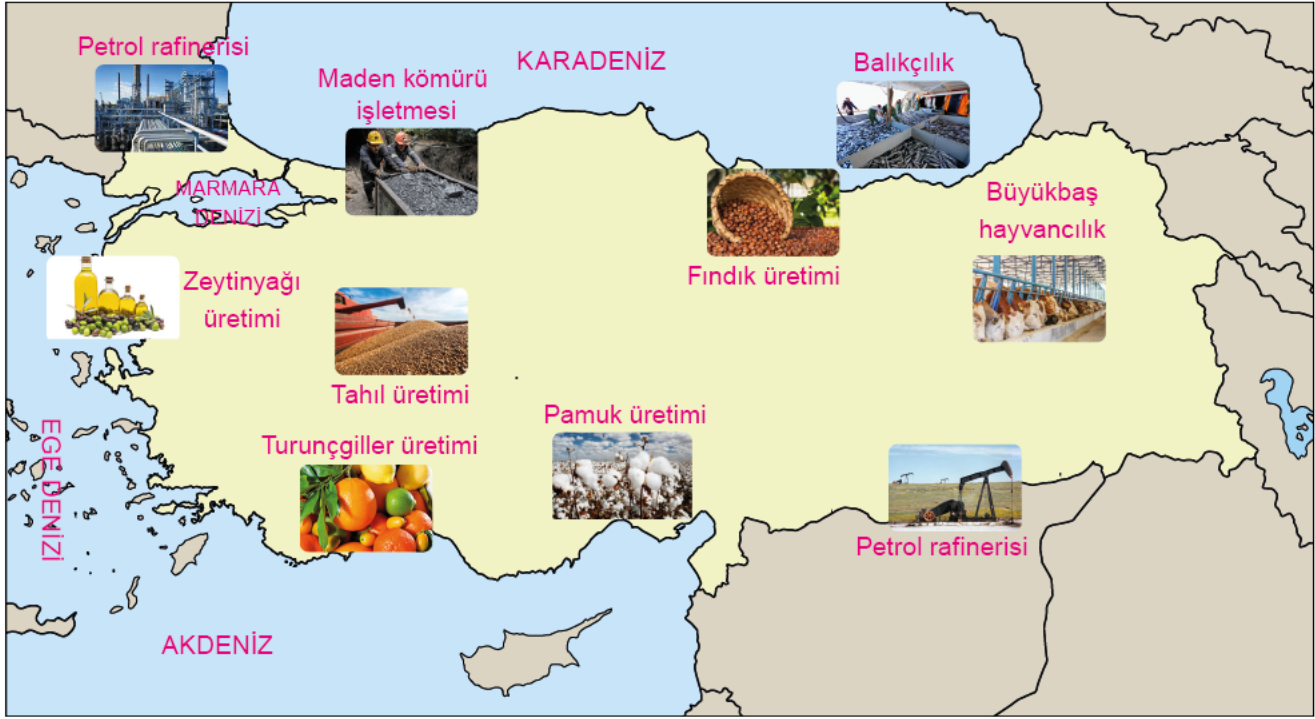 Petrol rafinerisi
Maden kömürü
işletmesi
KARADENİZ
Balıkçılık
MARMARA
DENİZİ
Büyükbaş
hayvancılık
Zeytinyağı
üretimi
Fındık üretimi
Tahıl üretimi
Pamuk üretimi
Turunçgiller üretimi
EGE DENİZİ
Petrol rafinerisi
AKDENİZ